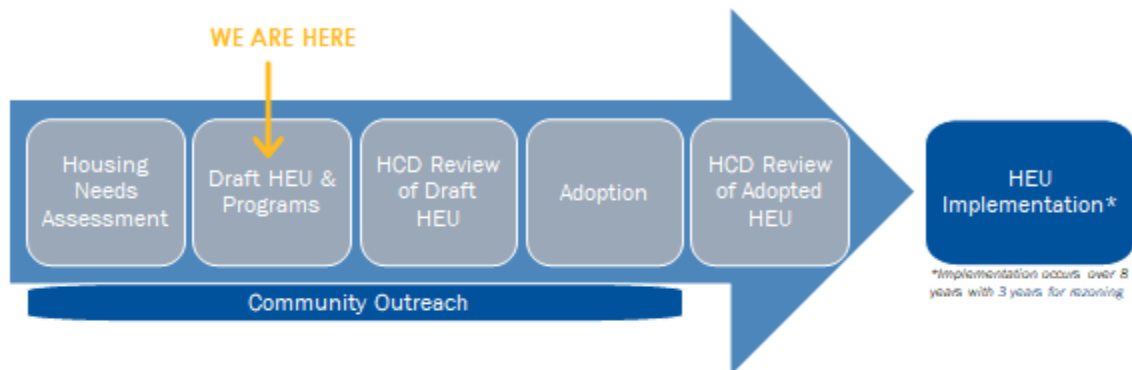 WE ARE HERE
Housing
Needs
Assessment
Draft HEU &
Programs
HCD Review
of Draft
HEU
Adoption
HCD Review
of Adopted
HEU
HEU
Implementation*
*Implementation occurs over 8
years with 3 years for rezoning
Community Outreach